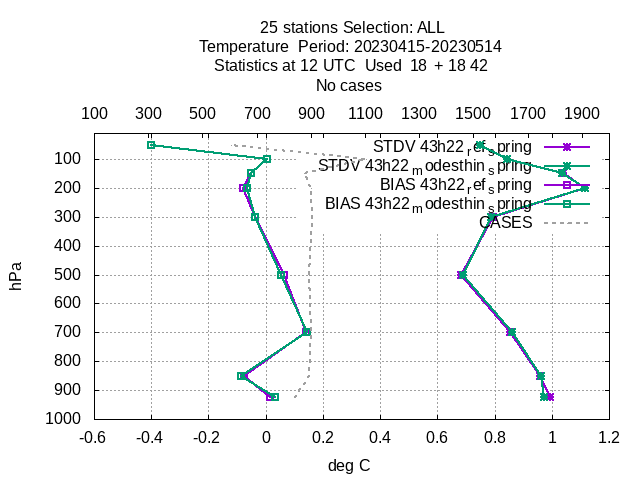 25 stations Selection: ALL
Temperature  Period: 20230415-20230514
Statistics at 12 UTC  Used  18  + 18 42
No cases
100 300 500 700 900 1100 1300 1500 1700 1900
STDV 43h22_ref_spring
STDV 43h22_modesthin_spring
BIAS 43h22_ref_spring
BIAS 43h22_modesthin_spring
CASES
100
200
300
400
500
600
700
800
900
1000
hPa
-0.6 -0.4 -0.2 0 0.2 0.4 0.6 0.8 1 1.2
deg C